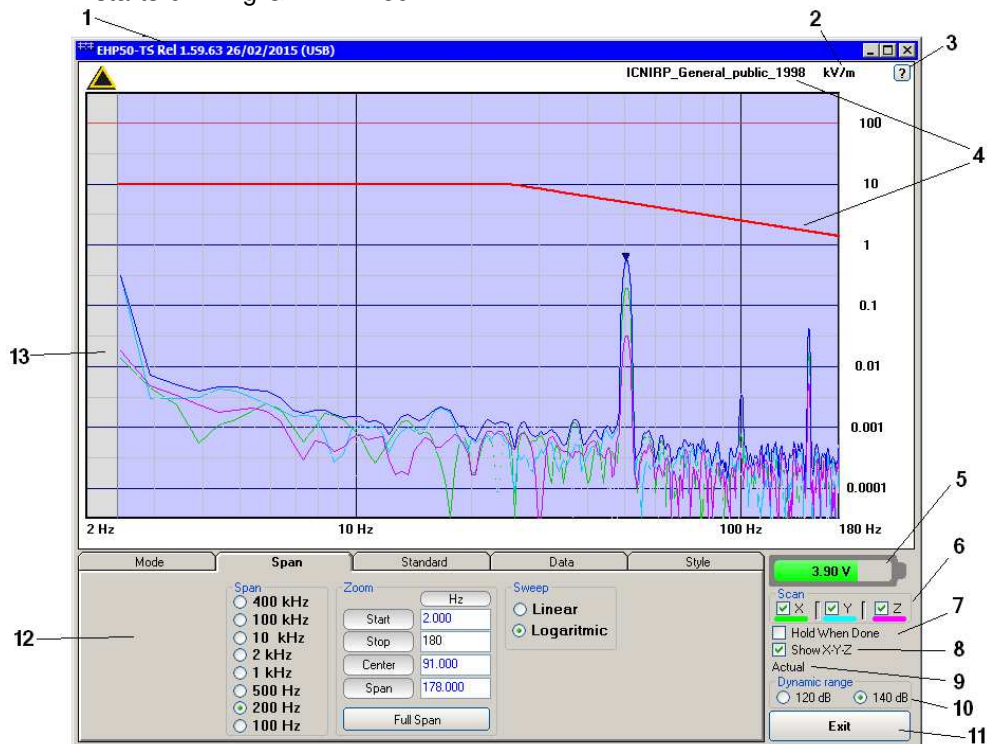 1
2
3
EHP50-TS Rel 1.59.63 26/02/2015 (USB)
ICNIRP_General_public_1998 kV/m
?
100
4
10
1
0.1
13
0.01
0.001
0.0001
2 Hz 10 Hz 100 Hz 180 Hz
5
Mode Span Standard Data Style
3.90 V
6
Span
400 kHz
100 kHz
10 kHz
2 kHz
1 kHz
500 Hz
200 Hz
100 Hz
Zoom
Hz
Start 2.000
Stop 180
Center 91.000
Span 178.000
Full Span
Sweep
Linear
Logaritmic
Scan
X Y Z
7
Hold When Done
12
Show X-Y-Z
8
Actual
9
Dynamic range
120 dB 140 dB
10
Exit
11